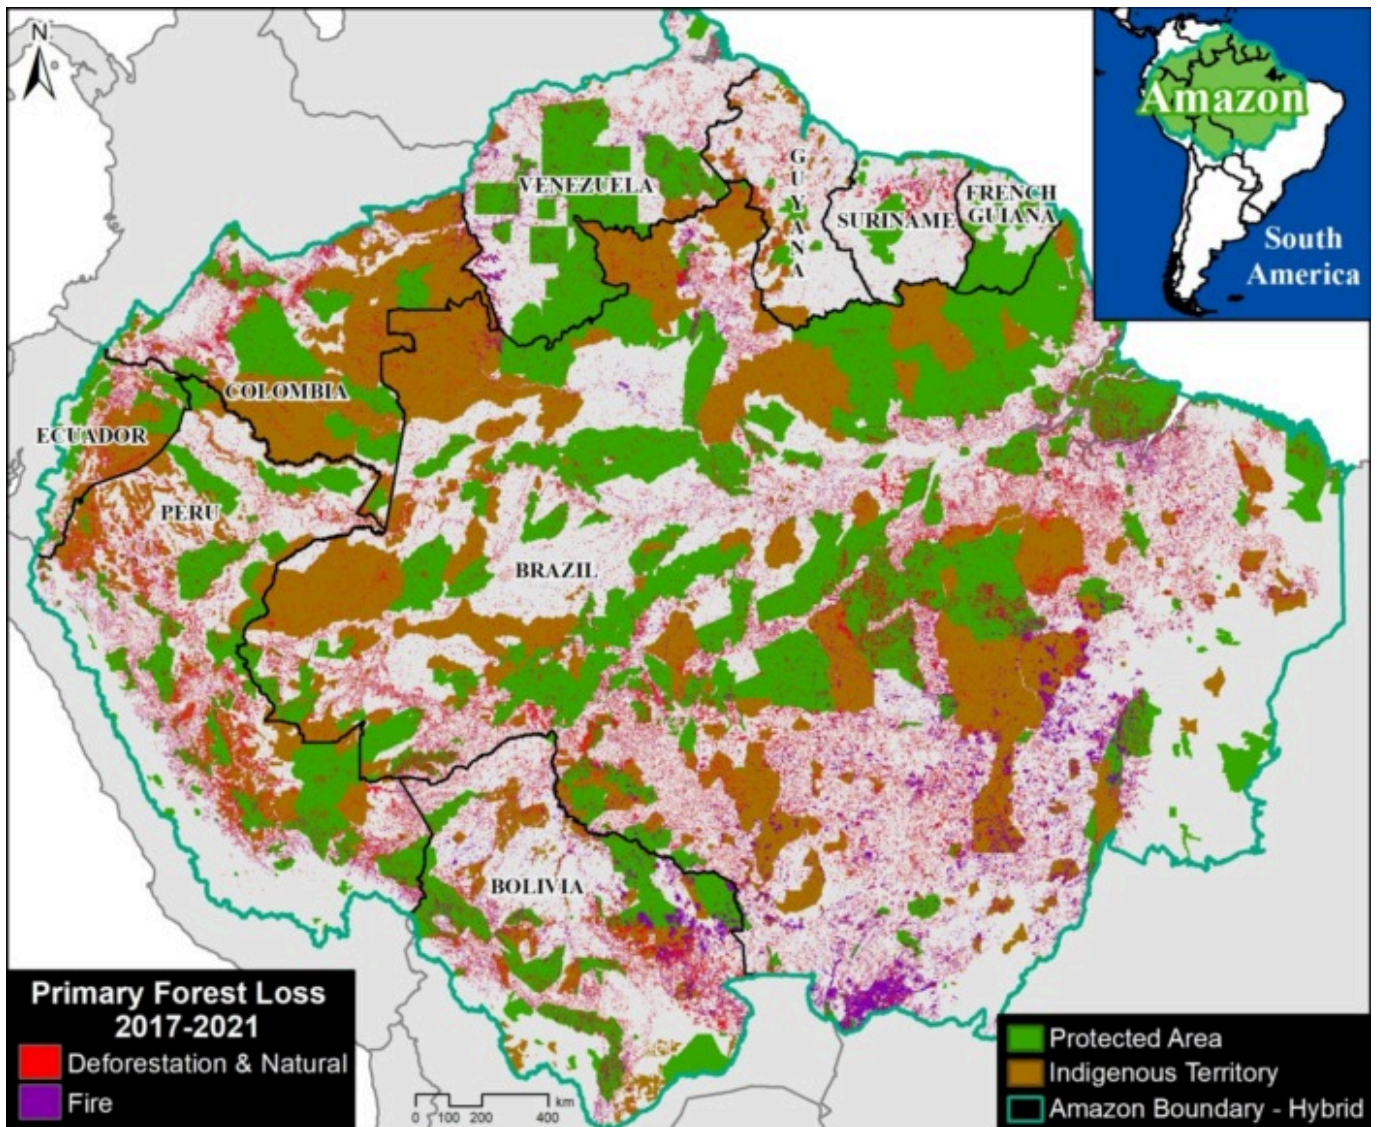 N
Amazon
South
America
VENEZUELA
GUYANA
SURINAME
FRENCH
GUIANA
COLOMBIA
ECUADOR
PERU
BRAZIL
BOLIVIA
Primary Forest Loss
2017-2021
Deforestation & Natural
Fire
km
0 100 200 400
Protected Area
Indigenous Territory
Amazon Boundary - Hybrid